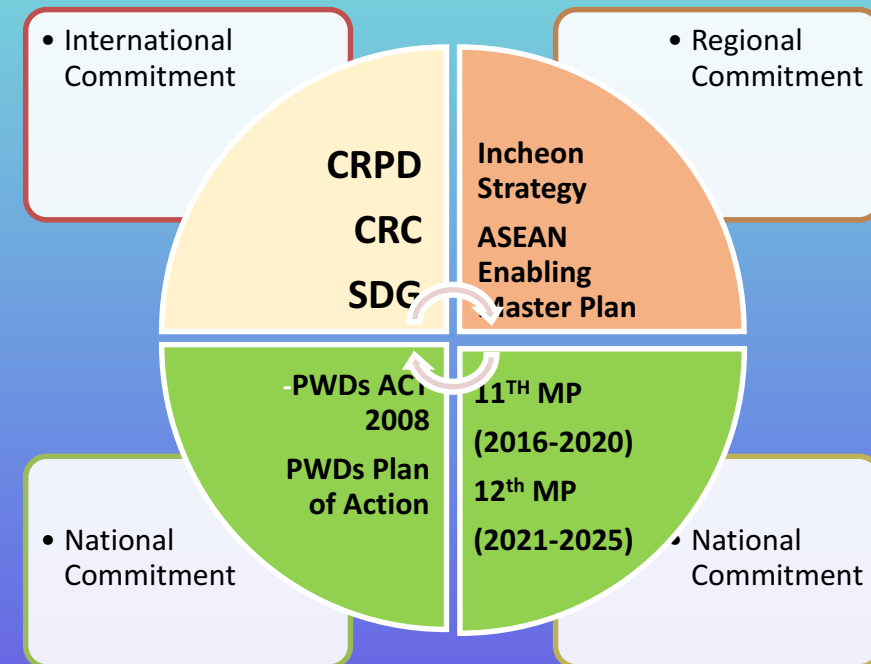 • International
Commitment
• Regional
Commitment
CRPD
CRC
SDG
Incheon
Strategy
ASEAN
Enabling
Master Plan
-PWDs ACT
2008
PWDs Plan
of Action
11TH MP
(2016-2020)
12th MP
(2021-2025)
• National
Commitment
• National
Commitment